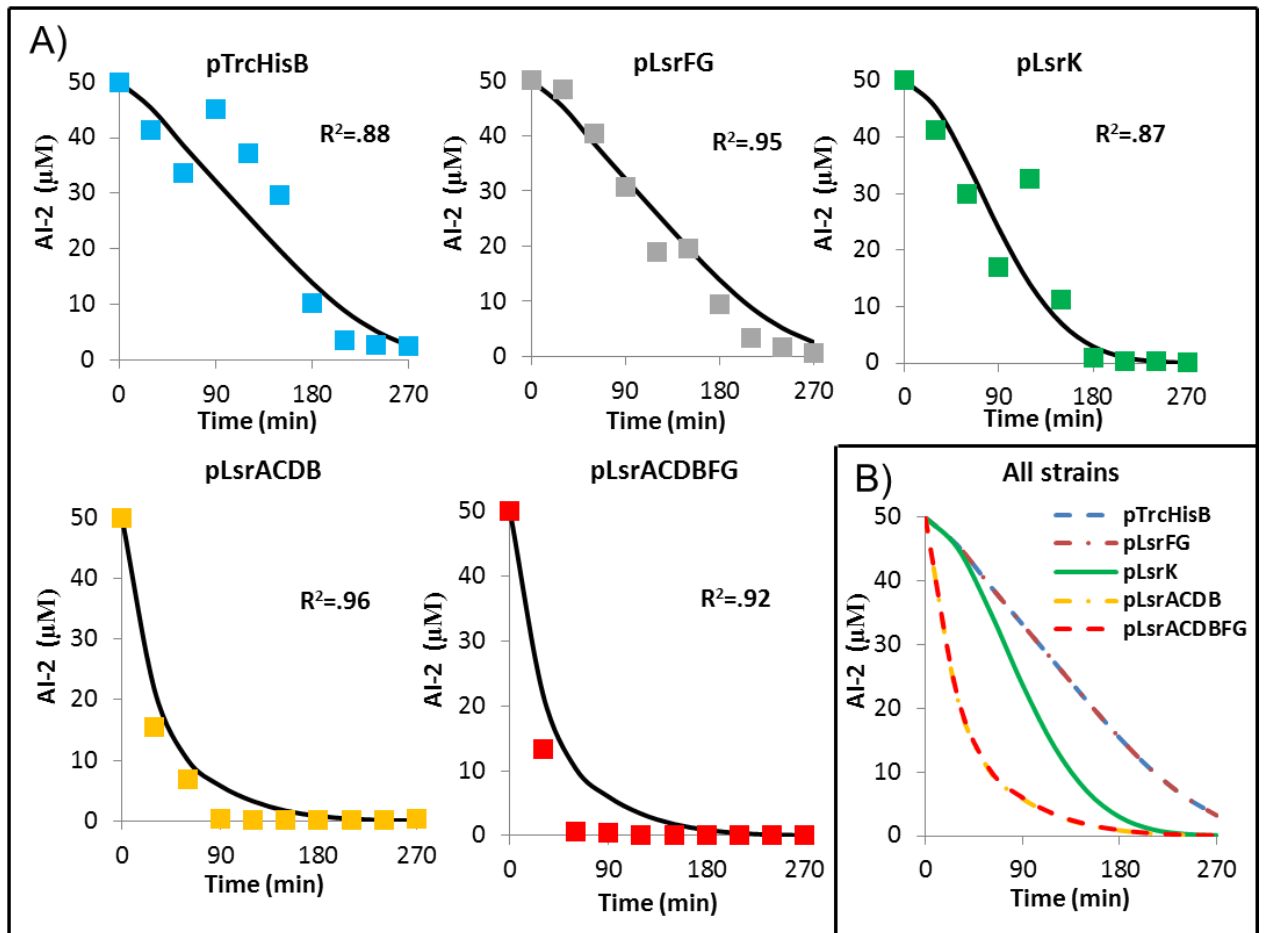 A)
pTrcHisB
AI-2 (µM)
50
40
30
20
10
0
R²=.88
0 90 180 270
Time (min)
pLsrFG
AI-2 (µM)
50
40
30
20
10
0
R²=.95
0 90 180 270
Time (min)
pLsrK
AI-2 (µM)
50
40
30
20
10
0
R²=.87
0 90 180 270
Time (min)
pLsrACDB
AI-2 (µM)
50
40
30
20
10
0
R²=.96
0 90 180 270
Time (min)
pLsrACDBFG
AI-2 (µM)
50
40
30
20
10
0
R²=.92
0 90 180 270
Time (min)
B)
All strains
AI-2 (µM)
50
40
30
20
10
0
pTrcHisB
pLsrFG
pLsrK
pLsrACDB
pLsrACDBFG
0 90 180 270
Time (min)